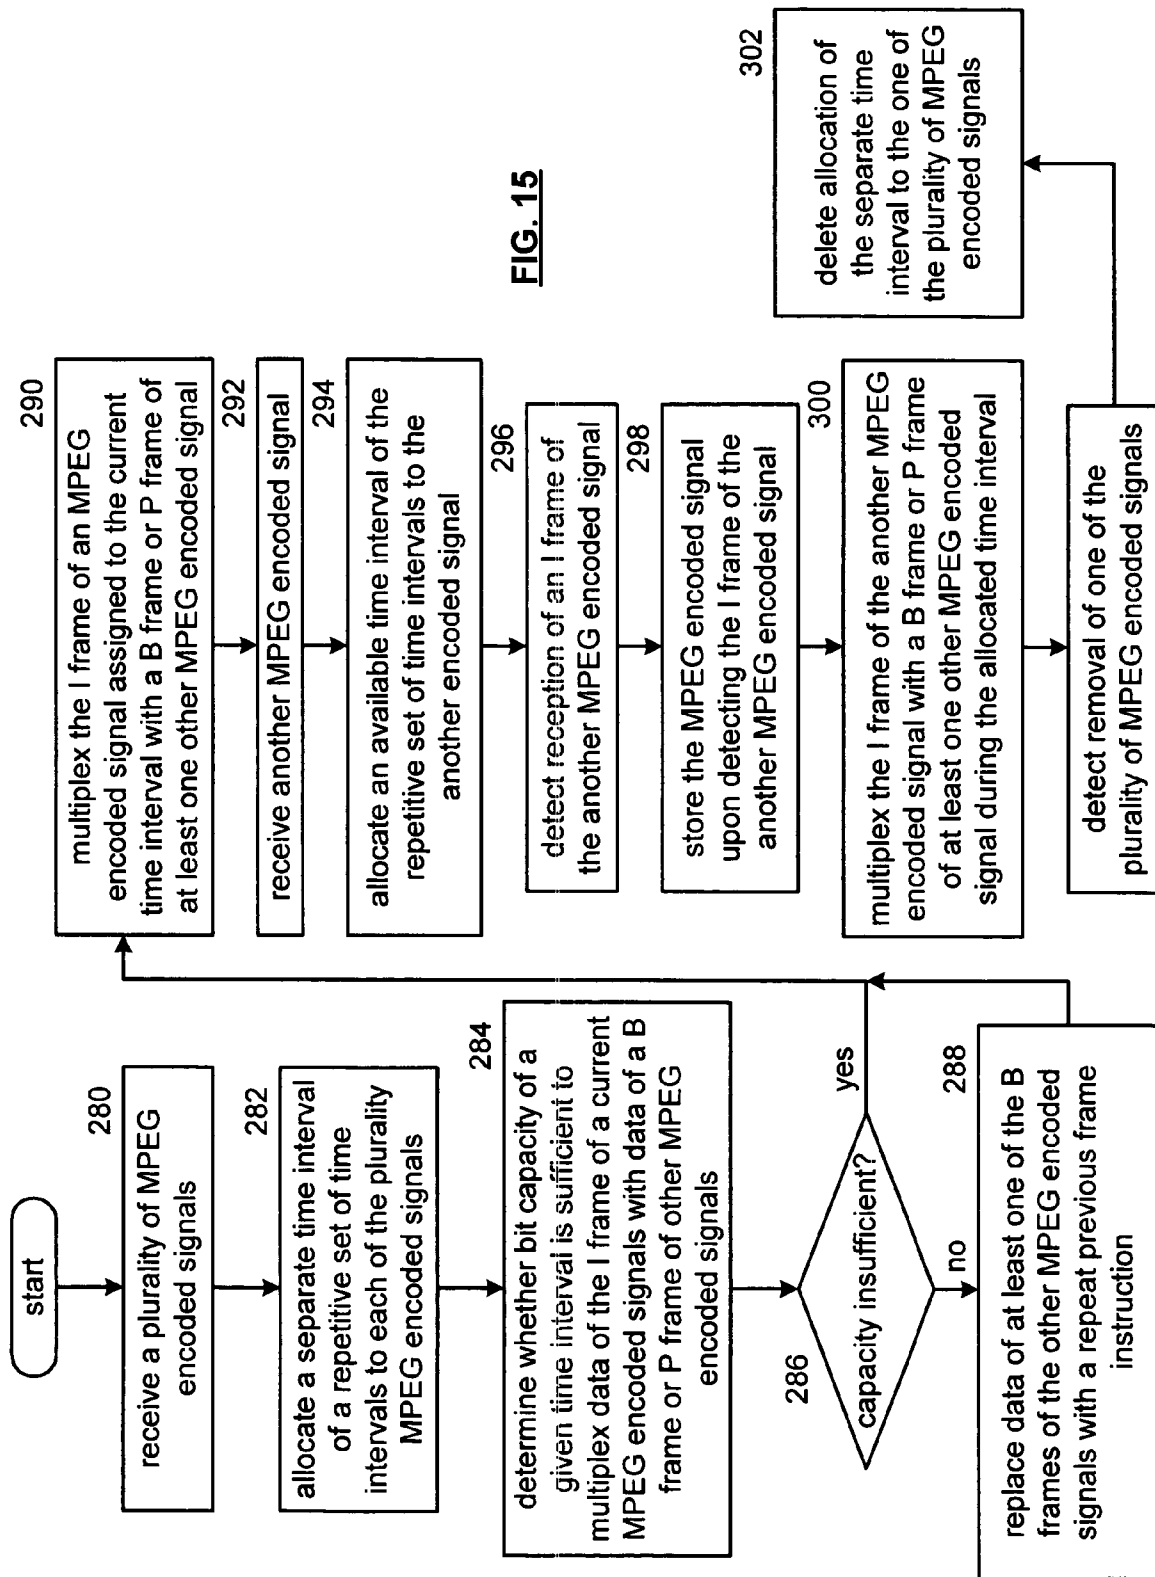 start
280
receive a plurality of MPEG
encoded signals
282
allocate a separate time interval
of a repetitive set of time
intervals to each of the plurality
MPEG encoded signals
284
determine whether bit capacity of a
given time interval is sufficient to
multiplex data of the I frame of a current
MPEG encoded signals with data of a B
frame or P frame of other MPEG
encoded signals
286
capacity insufficient?
yes
no
288
replace data of at least one of the B
frames of the other MPEG encoded
signals with a repeat previous frame
instruction
290
multiplex the I frame of an MPEG
encoded signal assigned to the current
time interval with a B frame or P frame of
at least one other MPEG encoded signal
292
receive another MPEG encoded signal
294
allocate an available time interval of the
repetitive set of time intervals to the
another encoded signal
296
detect reception of an I frame of
the another MPEG encoded signal
298
store the MPEG encoded signal
upon detecting the I frame of the
another MPEG encoded signal
300
multiplex the I frame of the another MPEG
encoded signal with a B frame or P frame
of at least one other MPEG encoded
signal during the allocated time interval
detect removal of one of the
plurality of MPEG encoded signals
302
delete allocation of
the separate time
interval to the one of
the plurality of MPEG
encoded signals
FIG. 15